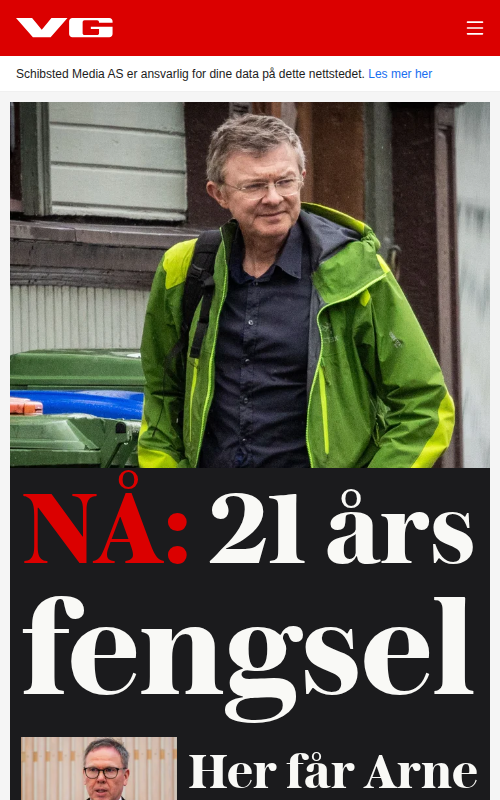 VG
Schibsted Media AS er ansvarlig for dine data på dette nettstedet. Les mer her
NÅ: 21 års
fengsel
Her får Arne